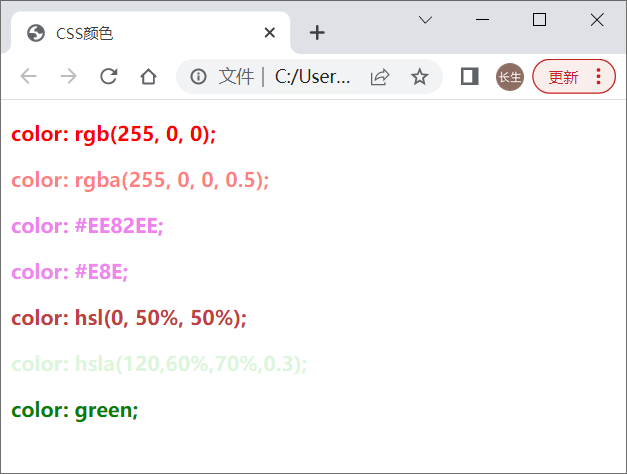 CSS颜色
文件 | C:/User...
长生
更新
color: rgb(255, 0, 0);
color: rgba(255, 0, 0, 0.5);
color: #EE82EE;
color: #E8E;
color: hsl(0, 50%, 50%);
color: hsla(120,60%,70%,0.3);
color: green;